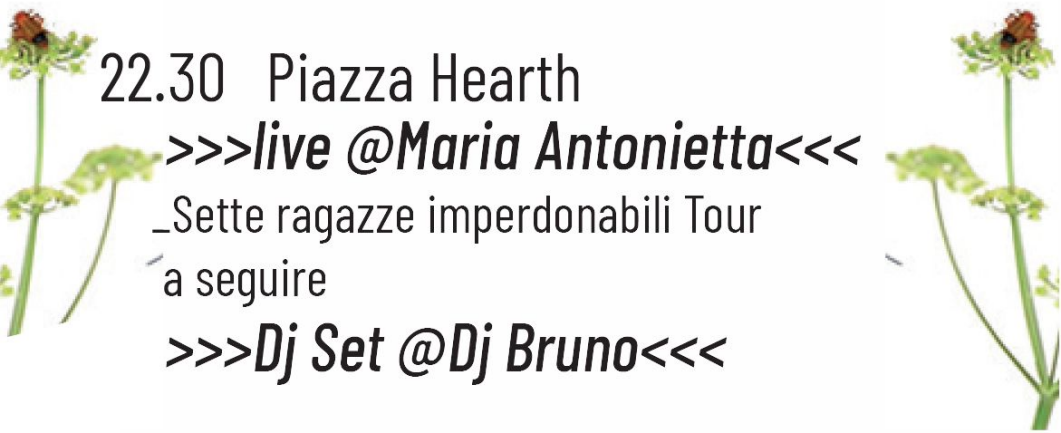 22.30 Piazza Hearth
>>>live @Maria Antonietta<<<
_Sette ragazze imperdonabili Tour
a seguire
>>>Dj Set @Dj Bruno<<<